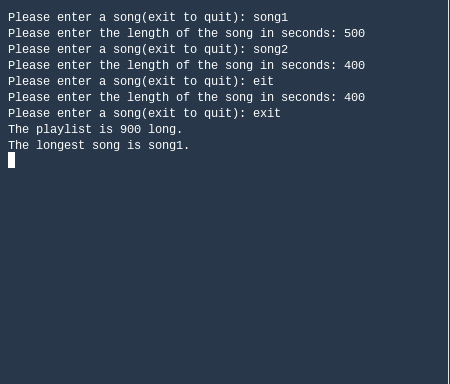 Please enter a song(exit to quit): song1
Please enter the length of the song in seconds: 500
Please enter a song(exit to quit): song2
Please enter the length of the song in seconds: 400
Please enter a song(exit to quit): eit
Please enter the length of the song in seconds: 400
Please enter a song(exit to quit): exit
The playlist is 900 long.
The longest song is song1.